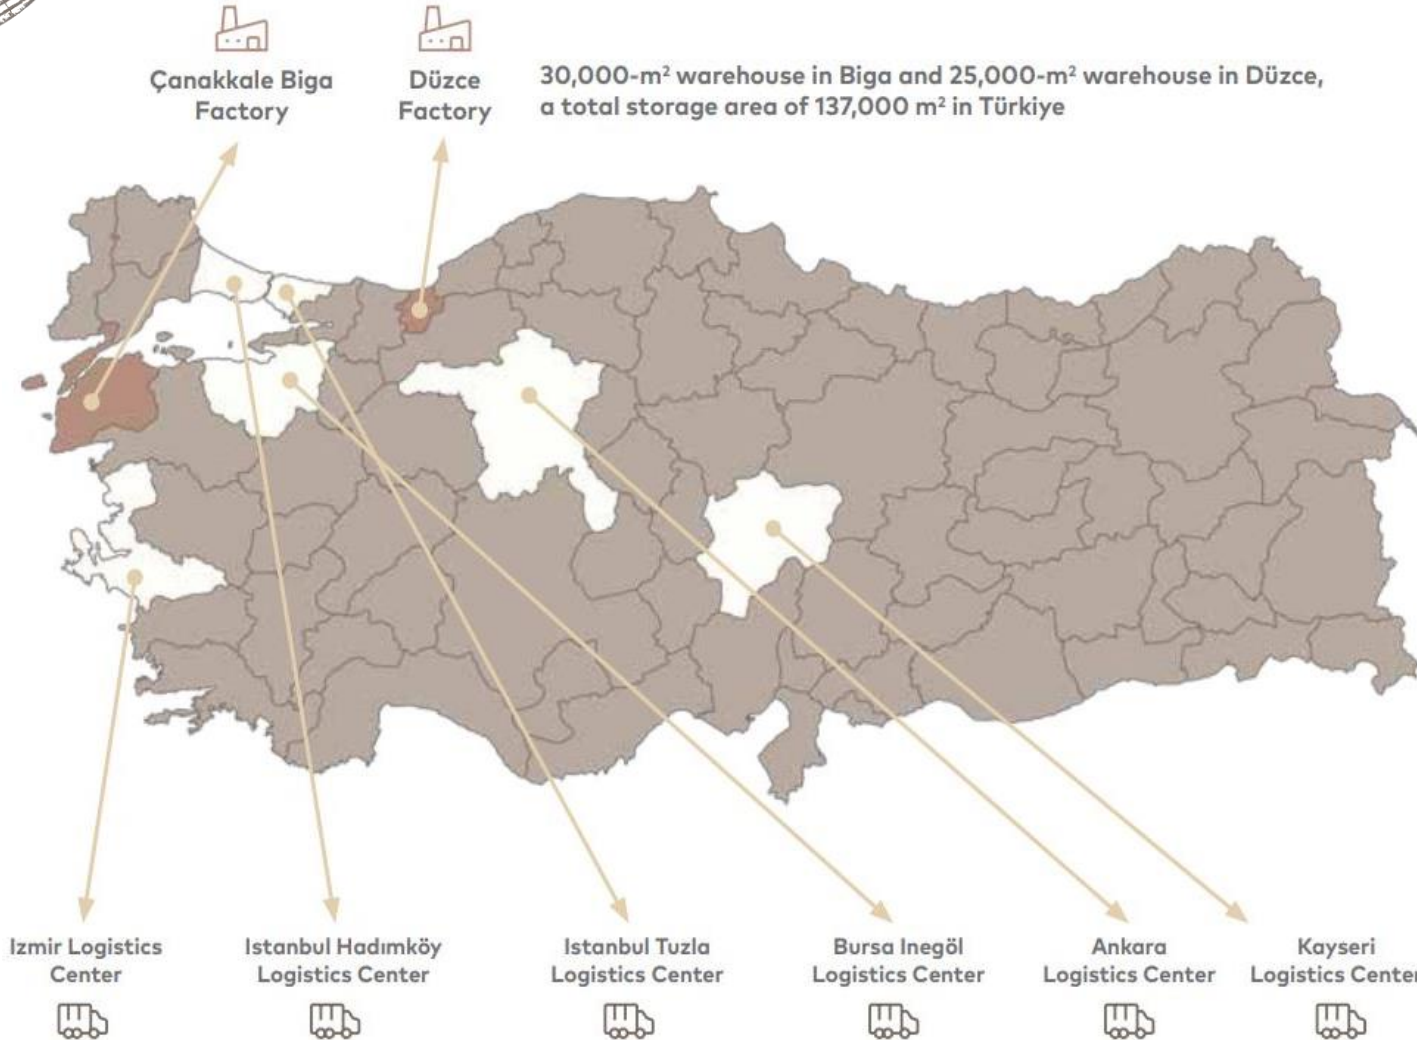 Çanakkale Biga
Factory
Düzce
Factory
30,000-m² warehouse in Biga and 25,000-m² warehouse in Düzce,
a total storage area of 137,000 m² in Türkiye
Izmir Logistics
Center
Istanbul Hadımköy
Logistics Center
Istanbul Tuzla
Logistics Center
Bursa Inegöl
Logistics Center
Ankara
Logistics Center
Kayseri
Logistics Center